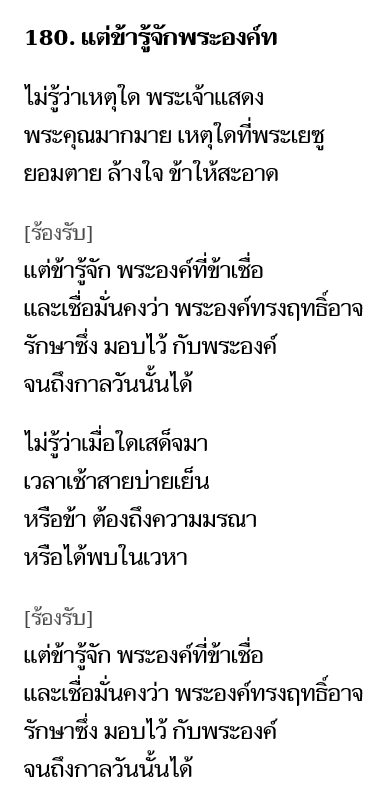 180. แต่ข้ารู้จักพระองค์ท
ไม่รู้ว่าเหตุใด พระเจ้าแสดง
พระคุณมากมาย เหตุใดที่พระเยซู
ยอมตาย ล้างใจ ข้าให้สะอาด
[ร้องรับ]
แต่ข้ารู้จัก พระองค์ที่ข้าเชื่อ
และเชื่อมั่นคงว่า พระองค์ทรงฤทธิ์อาจ
รักษาซึ่ง มอบไว้ กับพระองค์
จนถึงกาลวันนั้นได้
ไม่รู้ว่าเมื่อใดเสด็จมา
เวลาเช้าสายบ่ายเย็น
หรือข้า ต้องถึงความมรณา
หรือได้พบในเวหา
[ร้องรับ]
แต่ข้ารู้จัก พระองค์ที่ข้าเชื่อ
และเชื่อมั่นคงว่า พระองค์ทรงฤทธิ์อาจ
รักษาซึ่ง มอบไว้ กับพระองค์
จนถึงกาลวันนั้นได้